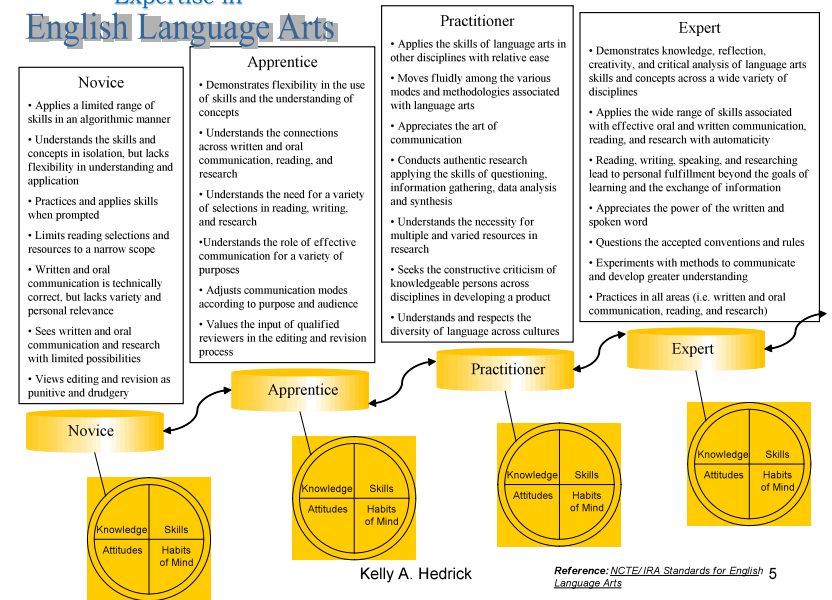 Expertise in
English Language Arts
Novice
• Applies a limited range of
skills in an algorithmic manner
• Understands the skills and
concepts in isolation, but lacks
flexibility in understanding and
application
• Practices and applies skills
when prompted
• Limits reading selections and
resources to a narrow scope
• Written and oral
communication is technically
correct, but lacks variety and
personal relevance
• Sees written and oral
communication and research
with limited possibilities
• Views editing and revision as
punitive and drudgery
Apprentice
• Demonstrates flexibility in the use
of skills and the understanding of
concepts
• Understands the connections
across written and oral
communication, reading, and
research
• Understands the need for a variety
of selections in reading, writing,
and research
•Understands the role of effective
communication for a variety of
purposes
• Adjusts communication modes
according to purpose and audience
• Values the input of qualified
reviewers in the editing and revision
process
Practitioner
• Applies the skills of language arts in
other disciplines with relative ease
• Moves fluidly among the various
modes and methodologies associated
with language arts
• Appreciates the art of
communication
• Conducts authentic research
applying the skills of questioning,
information gathering, data analysis
and synthesis
• Understands the necessity for
multiple and varied resources in
research
• Seeks the constructive criticism of
knowledgeable persons across
disciplines in developing a product
• Understands and respects the
diversity of language across cultures
Expert
• Demonstrates knowledge, reflection,
creativity, and critical analysis of language arts
skills and concepts across a wide variety of
disciplines
• Applies the wide range of skills associated
with effective oral and written communication,
reading, and research with automaticity
• Reading, writing, speaking, and researching
lead to personal fulfillment beyond the goals of
learning and the exchange of information
• Appreciates the power of the written and
spoken word
• Questions the accepted conventions and rules
• Experiments with methods to communicate
and develop greater understanding
• Practices in all areas (i.e. written and oral
communication, reading, and research)
Novice
Apprentice
Practitioner
Expert
Knowledge Skills
Attitudes Habits
of Mind
Knowledge Skills
Attitudes Habits
of Mind
Knowledge Skills
Attitudes Habits
of Mind
Knowledge Skills
Attitudes Habits
of Mind
Kelly A. Hedrick
Reference: NCTE/ IRA Standards for English
Language Arts
5